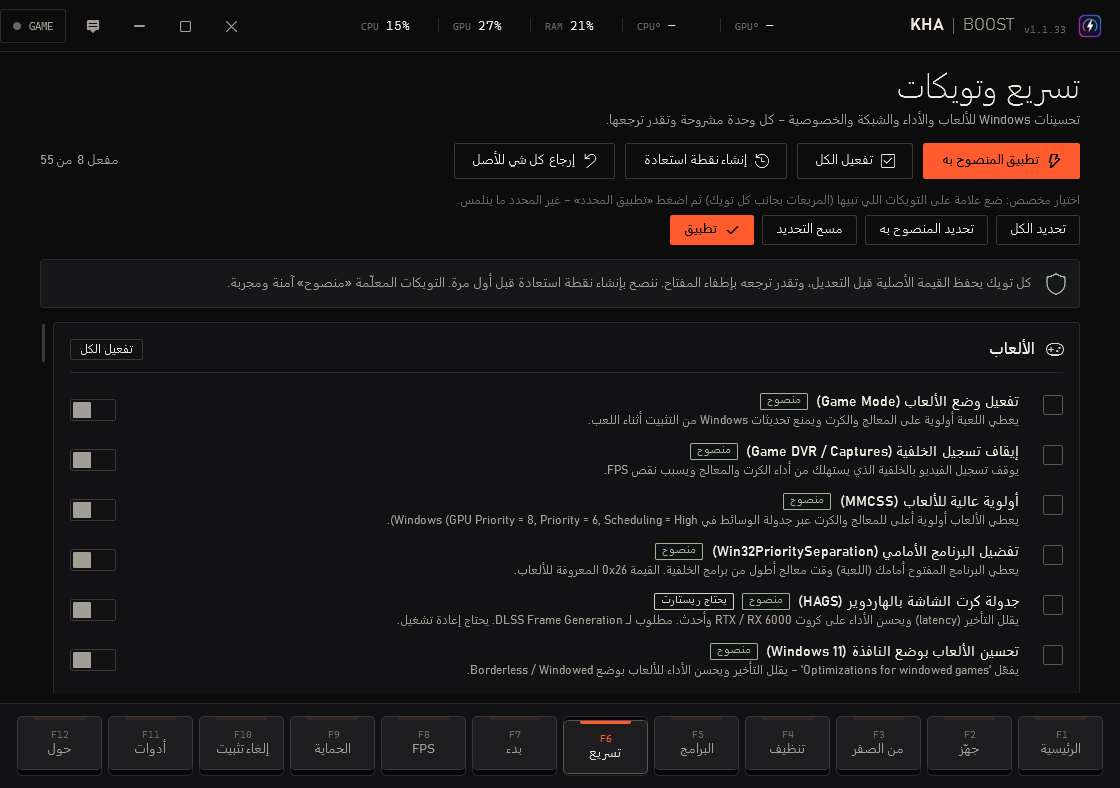 KHA | BOOST v1.1.33
GPU° —
CPU° —
RAM 21%
GPU 27%
CPU 15%
GAME
تسريع وتويكات
تحسينات Windows للألعاب والأداء والشبكة والخصوصية – كل وحدة مشروحة وتقدر ترجعها.
تطبيق المنصوح به
تفعيل الكل
إنشاء نقطة استعادة
إرجاع كل شي للأصل
مفعل 8 من 55
اختيار مخصص: ضع علامة على التويكات اللي تبيها (المربعات بجانب كل تويك) ثم اضغط «تطبيق المحدد» – غير المحدد ما ينلمس.
تحديد الكل
تحديد المنصوح به
مسح التحديد
تطبيق
كل تويك يحفظ القيمة الأصلية قبل التعديل، وتقدر ترجعه بإطفاء المفتاح. ننصح بإنشاء نقطة استعادة قبل أول مرة. التويكات المعلّمة «منصوح» آمنة ومجربة.
الألعاب
تفعيل الكل
تفعيل وضع الألعاب (Game Mode) منصوح
يعطي اللعبة أولوية على المعالج والكرت ويمنع تحديثات Windows من التثبيت أثناء اللعب.
إيقاف تسجيل الخلفية (Game DVR / Captures) منصوح
يوقف تسجيل الفيديو بالخلفية الذي يستهلك من أداء الكرت والمعالج ويسبب نقص FPS.
أولوية عالية للألعاب (MMCSS) منصوح
يعطي الألعاب أولوية أعلى للمعالج والكرت عبر جدولة الوسائط في Windows (GPU Priority = 8, Priority = 6, Scheduling = High).
تفضيل البرنامج الأمامي (Win32PrioritySeparation) منصوح
يعطي البرنامج المفتوح أمامك (اللعبة) وقت معالج أطول من برامج الخلفية. القيمة 0x26 المعروفة للألعاب.
جدولة كرت الشاشة بالهاردوير (HAGS) منصوح يحتاج ريستارت
يقلل التأخير (latency) ويحسن الأداء على كروت RTX / RX 6000 وأحدث. مطلوب لـ DLSS Frame Generation. يحتاج إعادة تشغيل.
تحسين الألعاب بوضع النافذة (Windows 11) منصوح
يفعّل 'Optimizations for windowed games' – يقلل التأخير ويحسن الأداء للألعاب بوضع Borderless / Windowed.
F1 الرئيسية
F2 جهّز
F3 من الصفر
F4 تنظيف
F5 البرامج
F6 تسريع
F7 بدء
F8 FPS
F9 الحماية
F10 إلغاء تثبيت
F11 أدوات
F12 حول